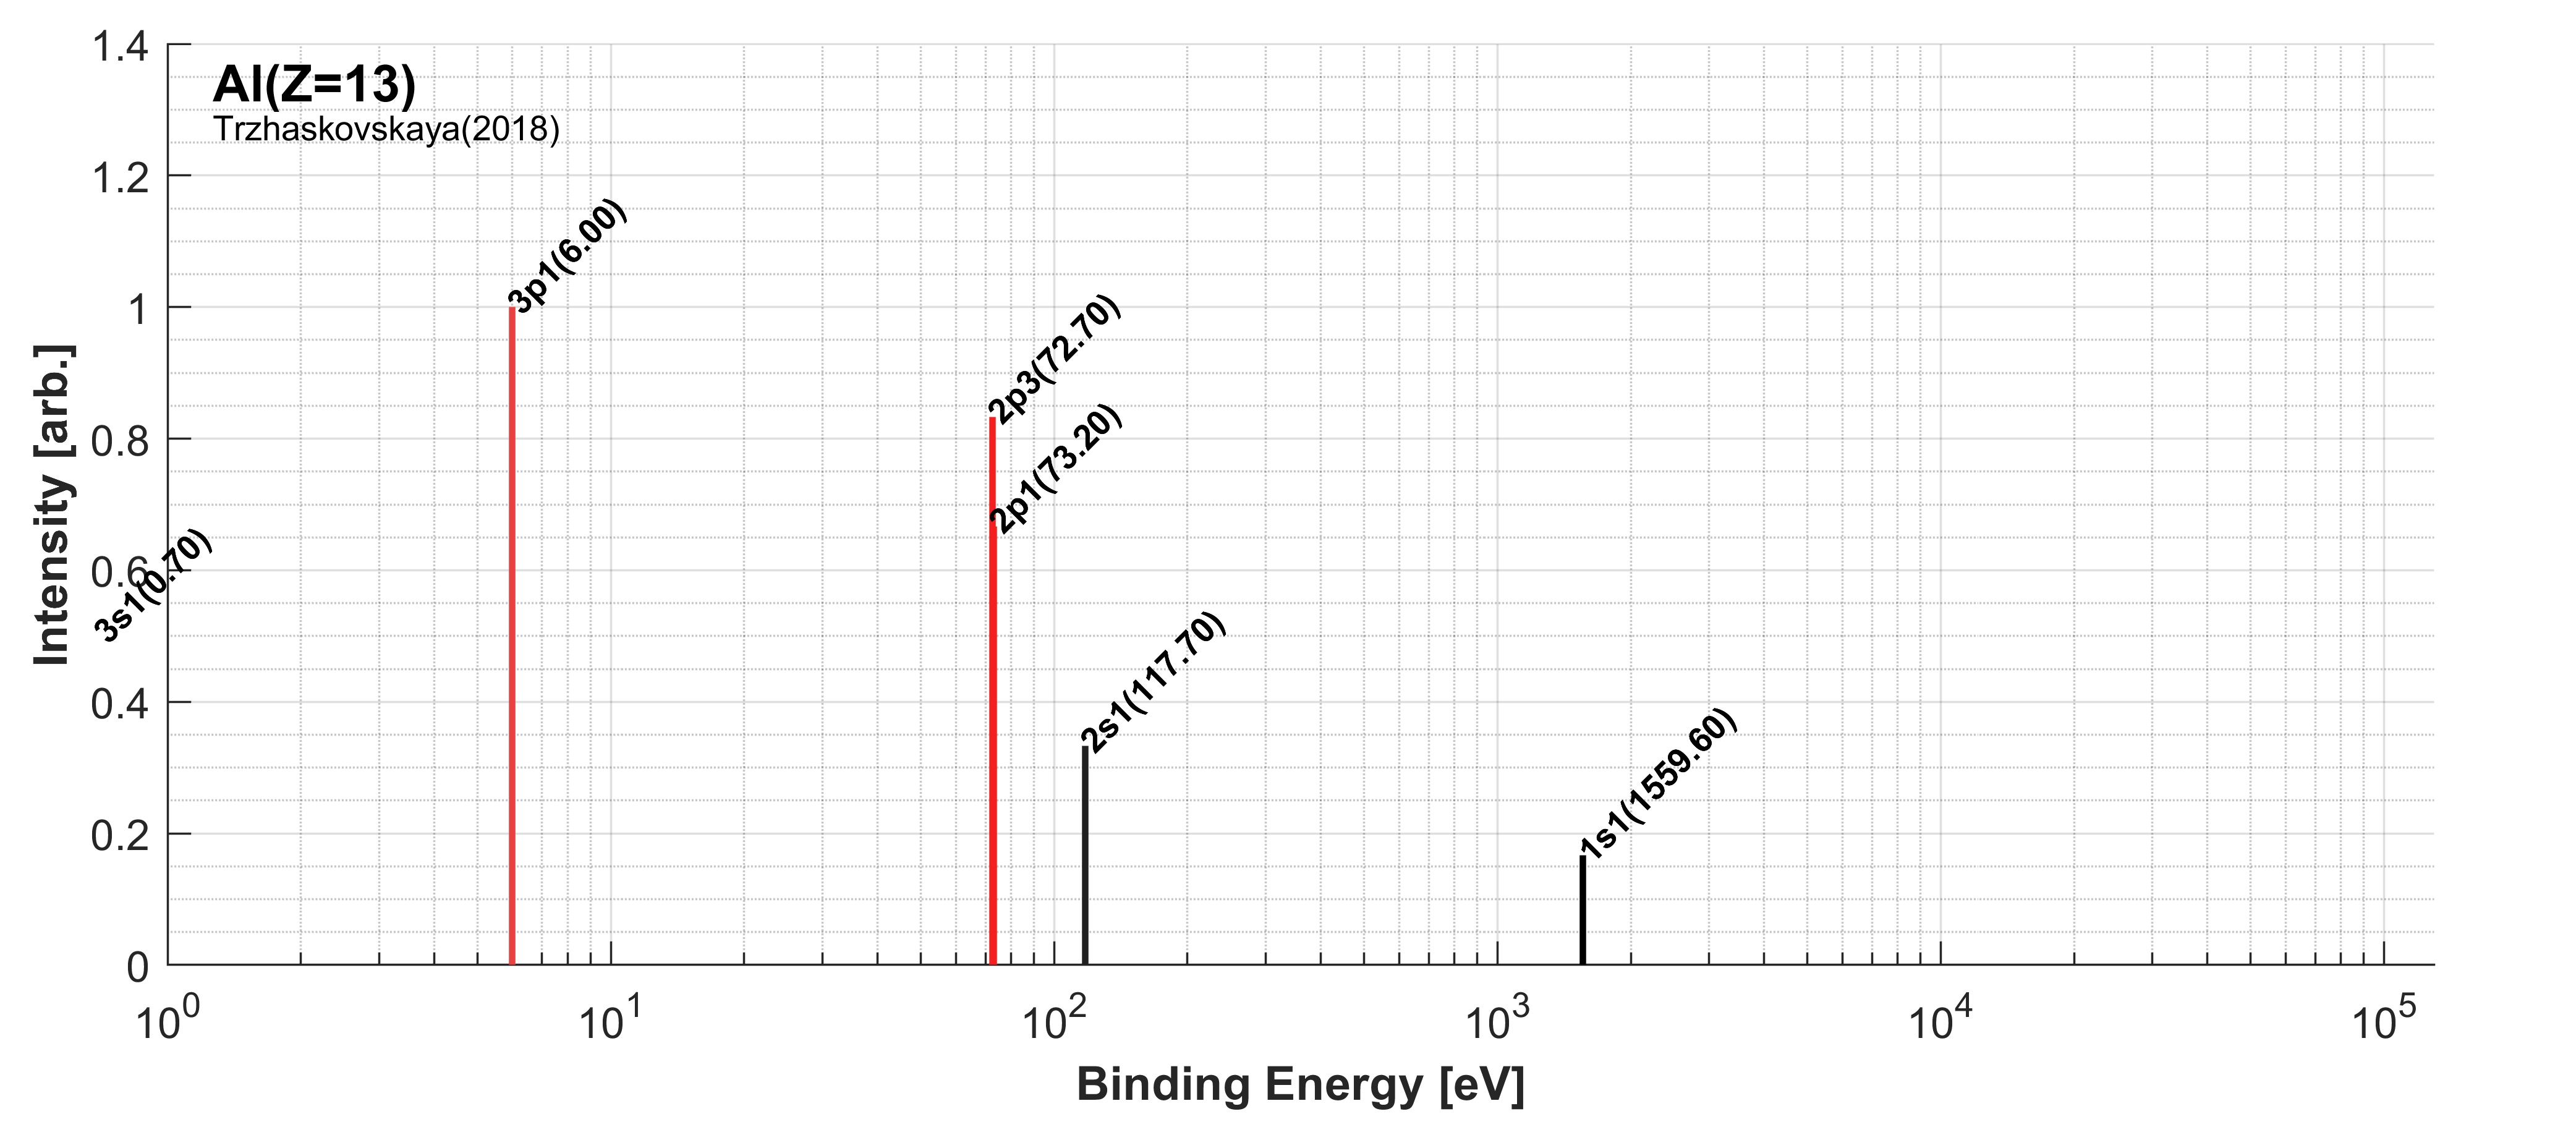 Al(Z=13)
Trzhaskovskaya(2018)
1.4
1.2
1
0.8
0.6
0.4
0.2
0
Intensity [arb.]
3s1(0.70)
3p1(6.00)
2p3(72.70)
2p1(73.20)
2s1(117.70)
1s1(1559.60)
10^0
10^1
10^2
10^3
10^4
10^5
Binding Energy [eV]